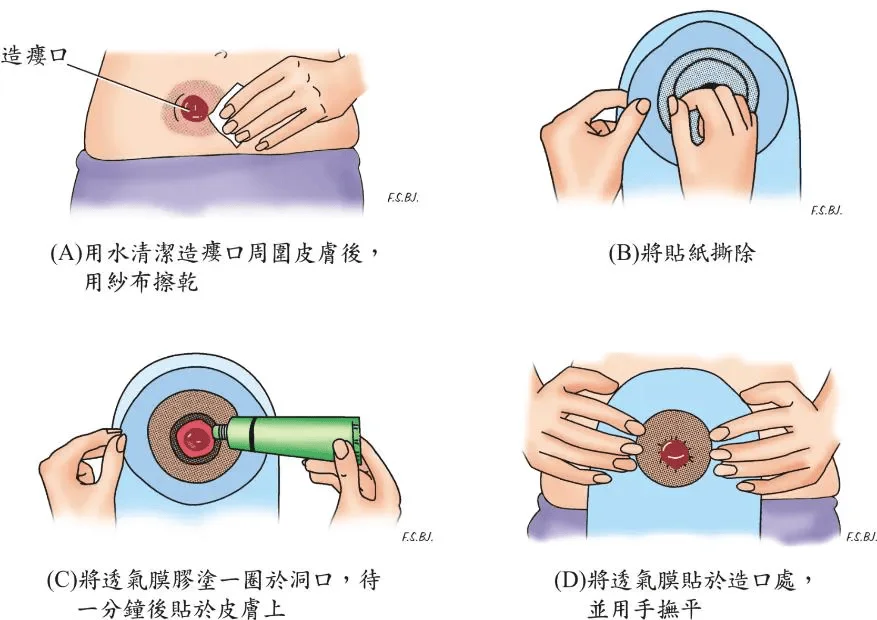 造瘻口
F.S.BJ.
F.S.BJ.
(A)用水清潔造瘻口周圍皮膚後，
用紗布擦乾
(B)將貼紙撕除
F.S.BJ.
F.S.BJ.
(C)將透氣膜膠塗一圈於洞口，待
一分鐘後貼於皮膚上
(D)將透氣膜貼於造口處，
並用手撫平